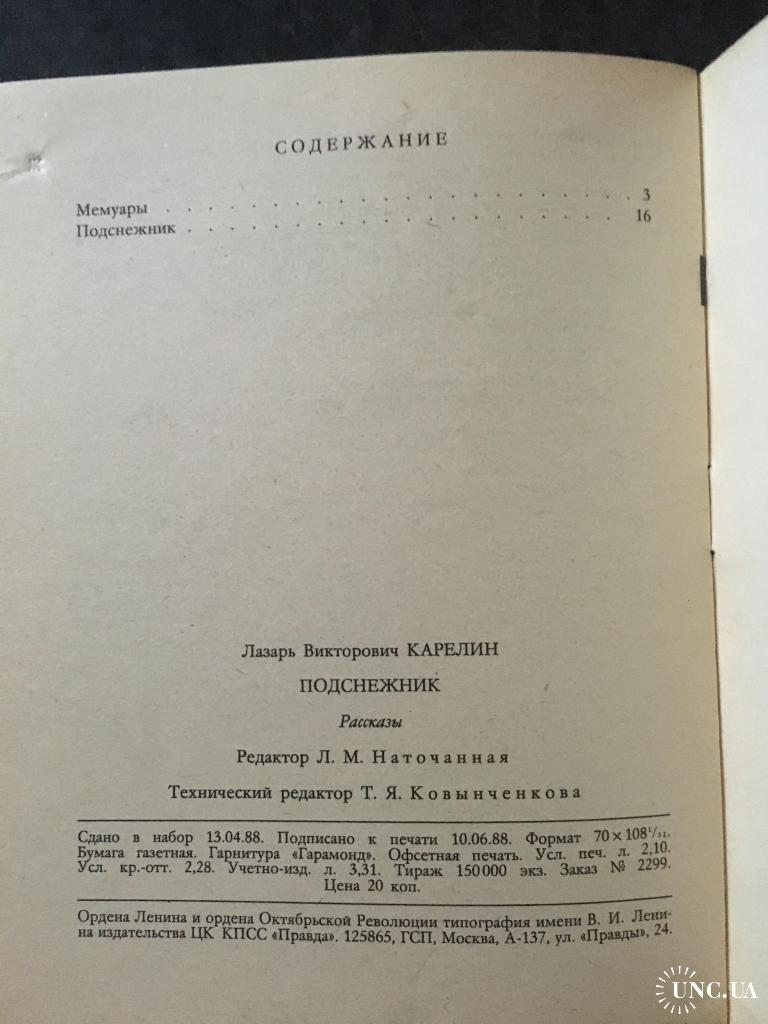 СОДЕРЖАНИЕ
Мемуары . . . . . . . . . . . . . . . . . . . . . 3
Подснежник . . . . . . . . . . . . . . . . . . . . 16
Лазарь Викторович КАРЕЛИН
ПОДСНЕЖНИК
Рассказы
Редактор Л. М. Наточанная
Технический редактор Т. Я. Ковынченкова
Сдано в набор 13.04.88. Подписано к печати 10.06.88. Формат 70×108¹/₃₂.
Бумага газетная. Гарнитура «Гарамонд». Офсетная печать. Усл. печ. л. 2,10.
Усл. кр.-отт. 2,28. Учетно-изд. л. 3,31. Тираж 150 000 экз. Заказ № 2299.
Цена 20 коп.
Ордена Ленина и ордена Октябрьской Революции типография имени В. И. Лени-
на издательства ЦК КПСС «Правда». 125865, ГСП, Москва, А-137, ул. «Правды», 24.
UNC.UA